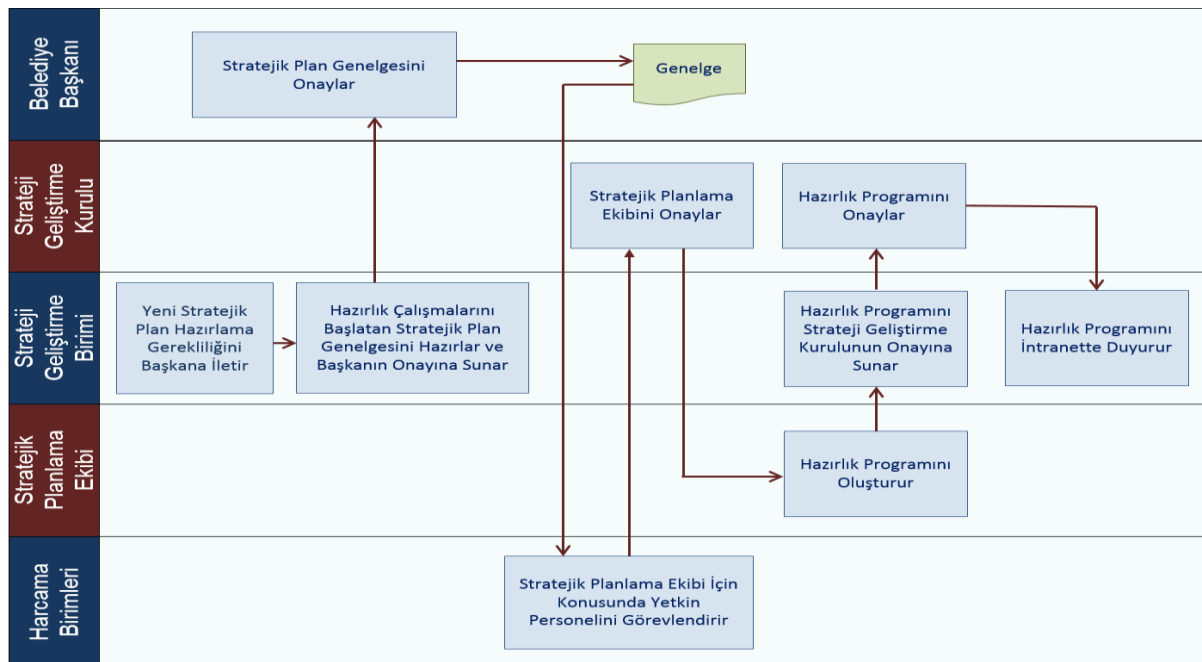 Belediye
Başkanı
Stratejik Plan Genelgesini
Onaylar
Genelge
Strateji
Geliştirme
Kurulu
Stratejik Planlama
Ekibini Onaylar
Hazırlık Programını
Onaylar
Strateji
Geliştirme
Birimi
Yeni Stratejik
Plan Hazırlama
Gerekliliğini
Başkana İletir
Hazırlık Çalışmalarını
Başlatan Stratejik Plan
Genelgesini Hazırlar ve
Başkanın Onayına Sunar
Hazırlık Programını
Strateji Geliştirme
Kurulunun Onayına
Sunar
Hazırlık Programını
İntranette Duyurur
Stratejik
Planlama
Ekibi
Hazırlık Programını
Oluşturur
Harcama
Birimleri
Stratejik Planlama Ekibi İçin
Konusunda Yetkin
Personelini Görevlendirir